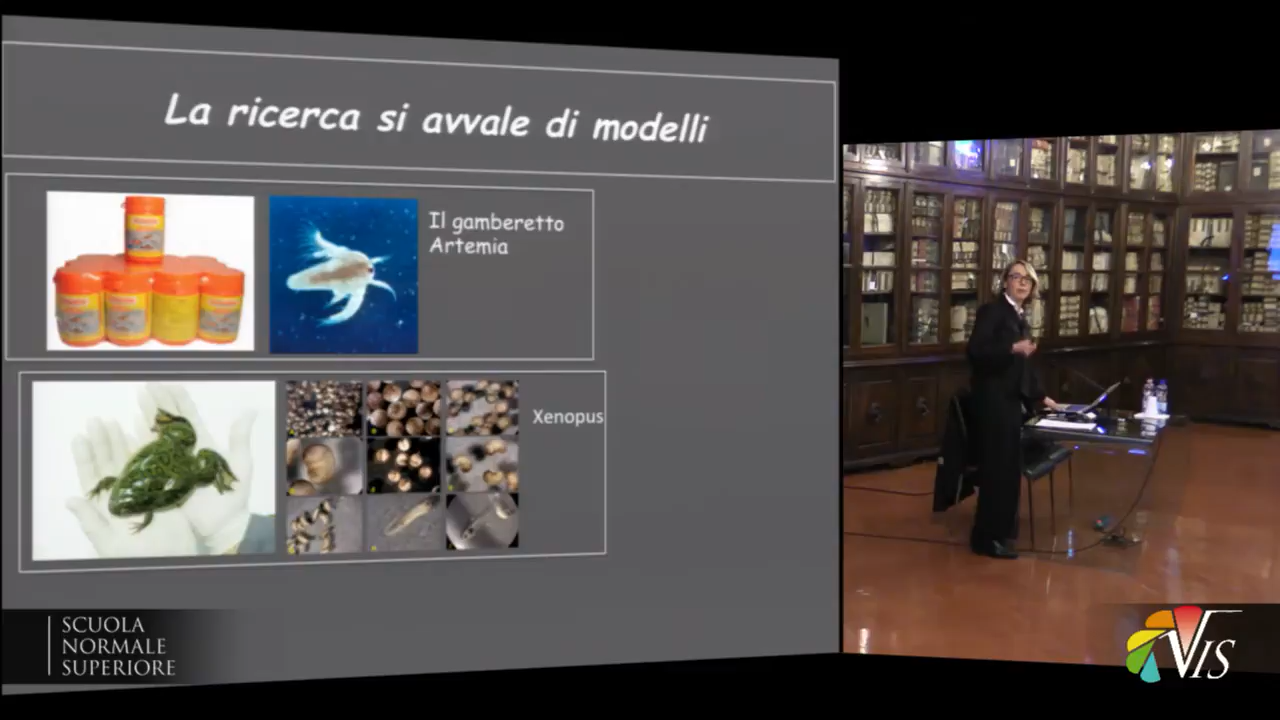 La ricerca si avvale di modelli
Il gamberetto
Artemia
Xenopus
SCUOLA
NORMALE
SUPERIORE
VIS